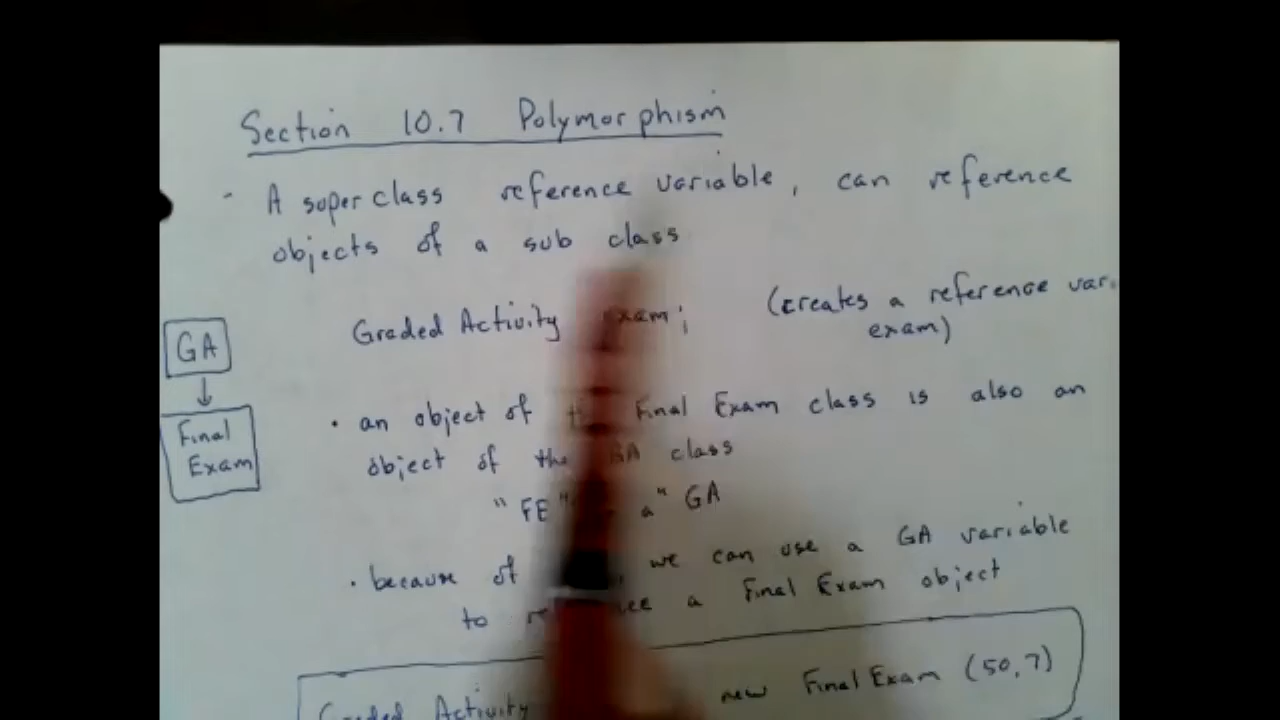 Section 10.7 Polymorphism
- A superclass reference variable, can reference
objects of a sub class
Graded Activity exam; (creates a reference var.
exam)
GA
Final
Exam
• an object of the Final Exam class is also an
object of the GA class
"FE" a" GA
• because of we can use a GA variable
to a Final Exam object
Graded Activity new Final Exam (50,7)